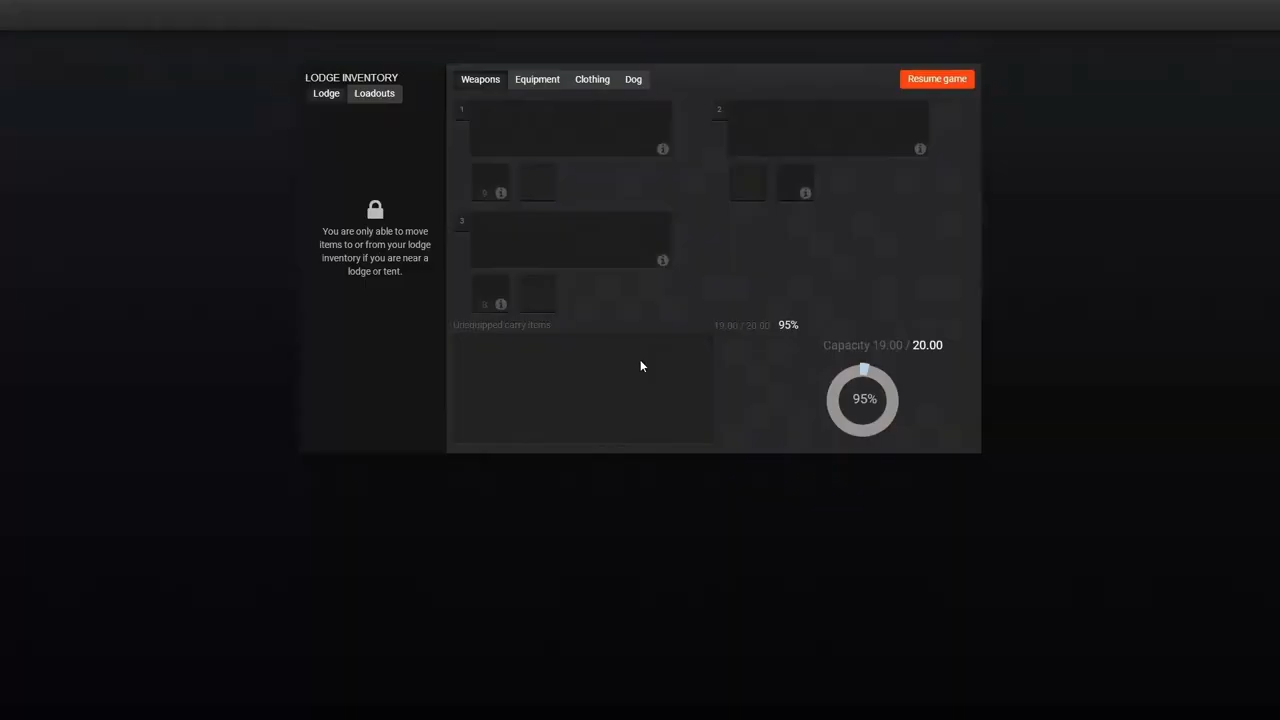 LODGE INVENTORY
Lodge Loadouts
Weapons Equipment Clothing Dog
Resume game
1
2
You are only able to move
items to or from your lodge
inventory if you are near a
lodge or tent.
9
3
Unequipped carry items
19.00 / 20.00 95%
Capacity 19.00 / 20.00
95%